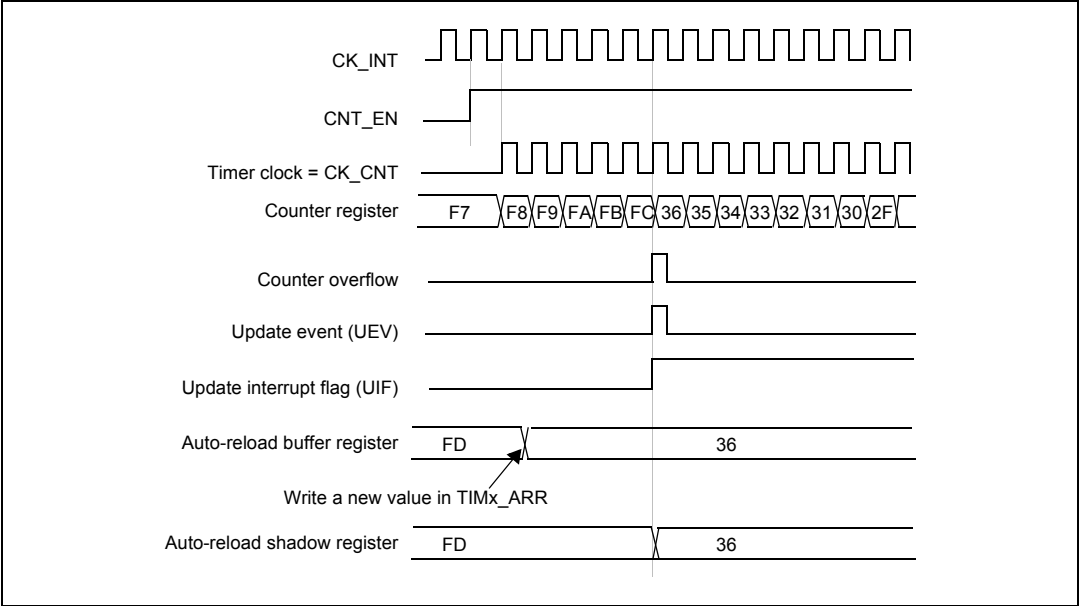 CK_INT
CNT_EN
Timer clock = CK_CNT
Counter register F7 F8 F9 FA FB FC 36 35 34 33 32 31 30 2F
Counter overflow
Update event (UEV)
Update interrupt flag (UIF)
Auto-reload buffer register FD 36
Write a new value in TIMx_ARR
Auto-reload shadow register FD 36